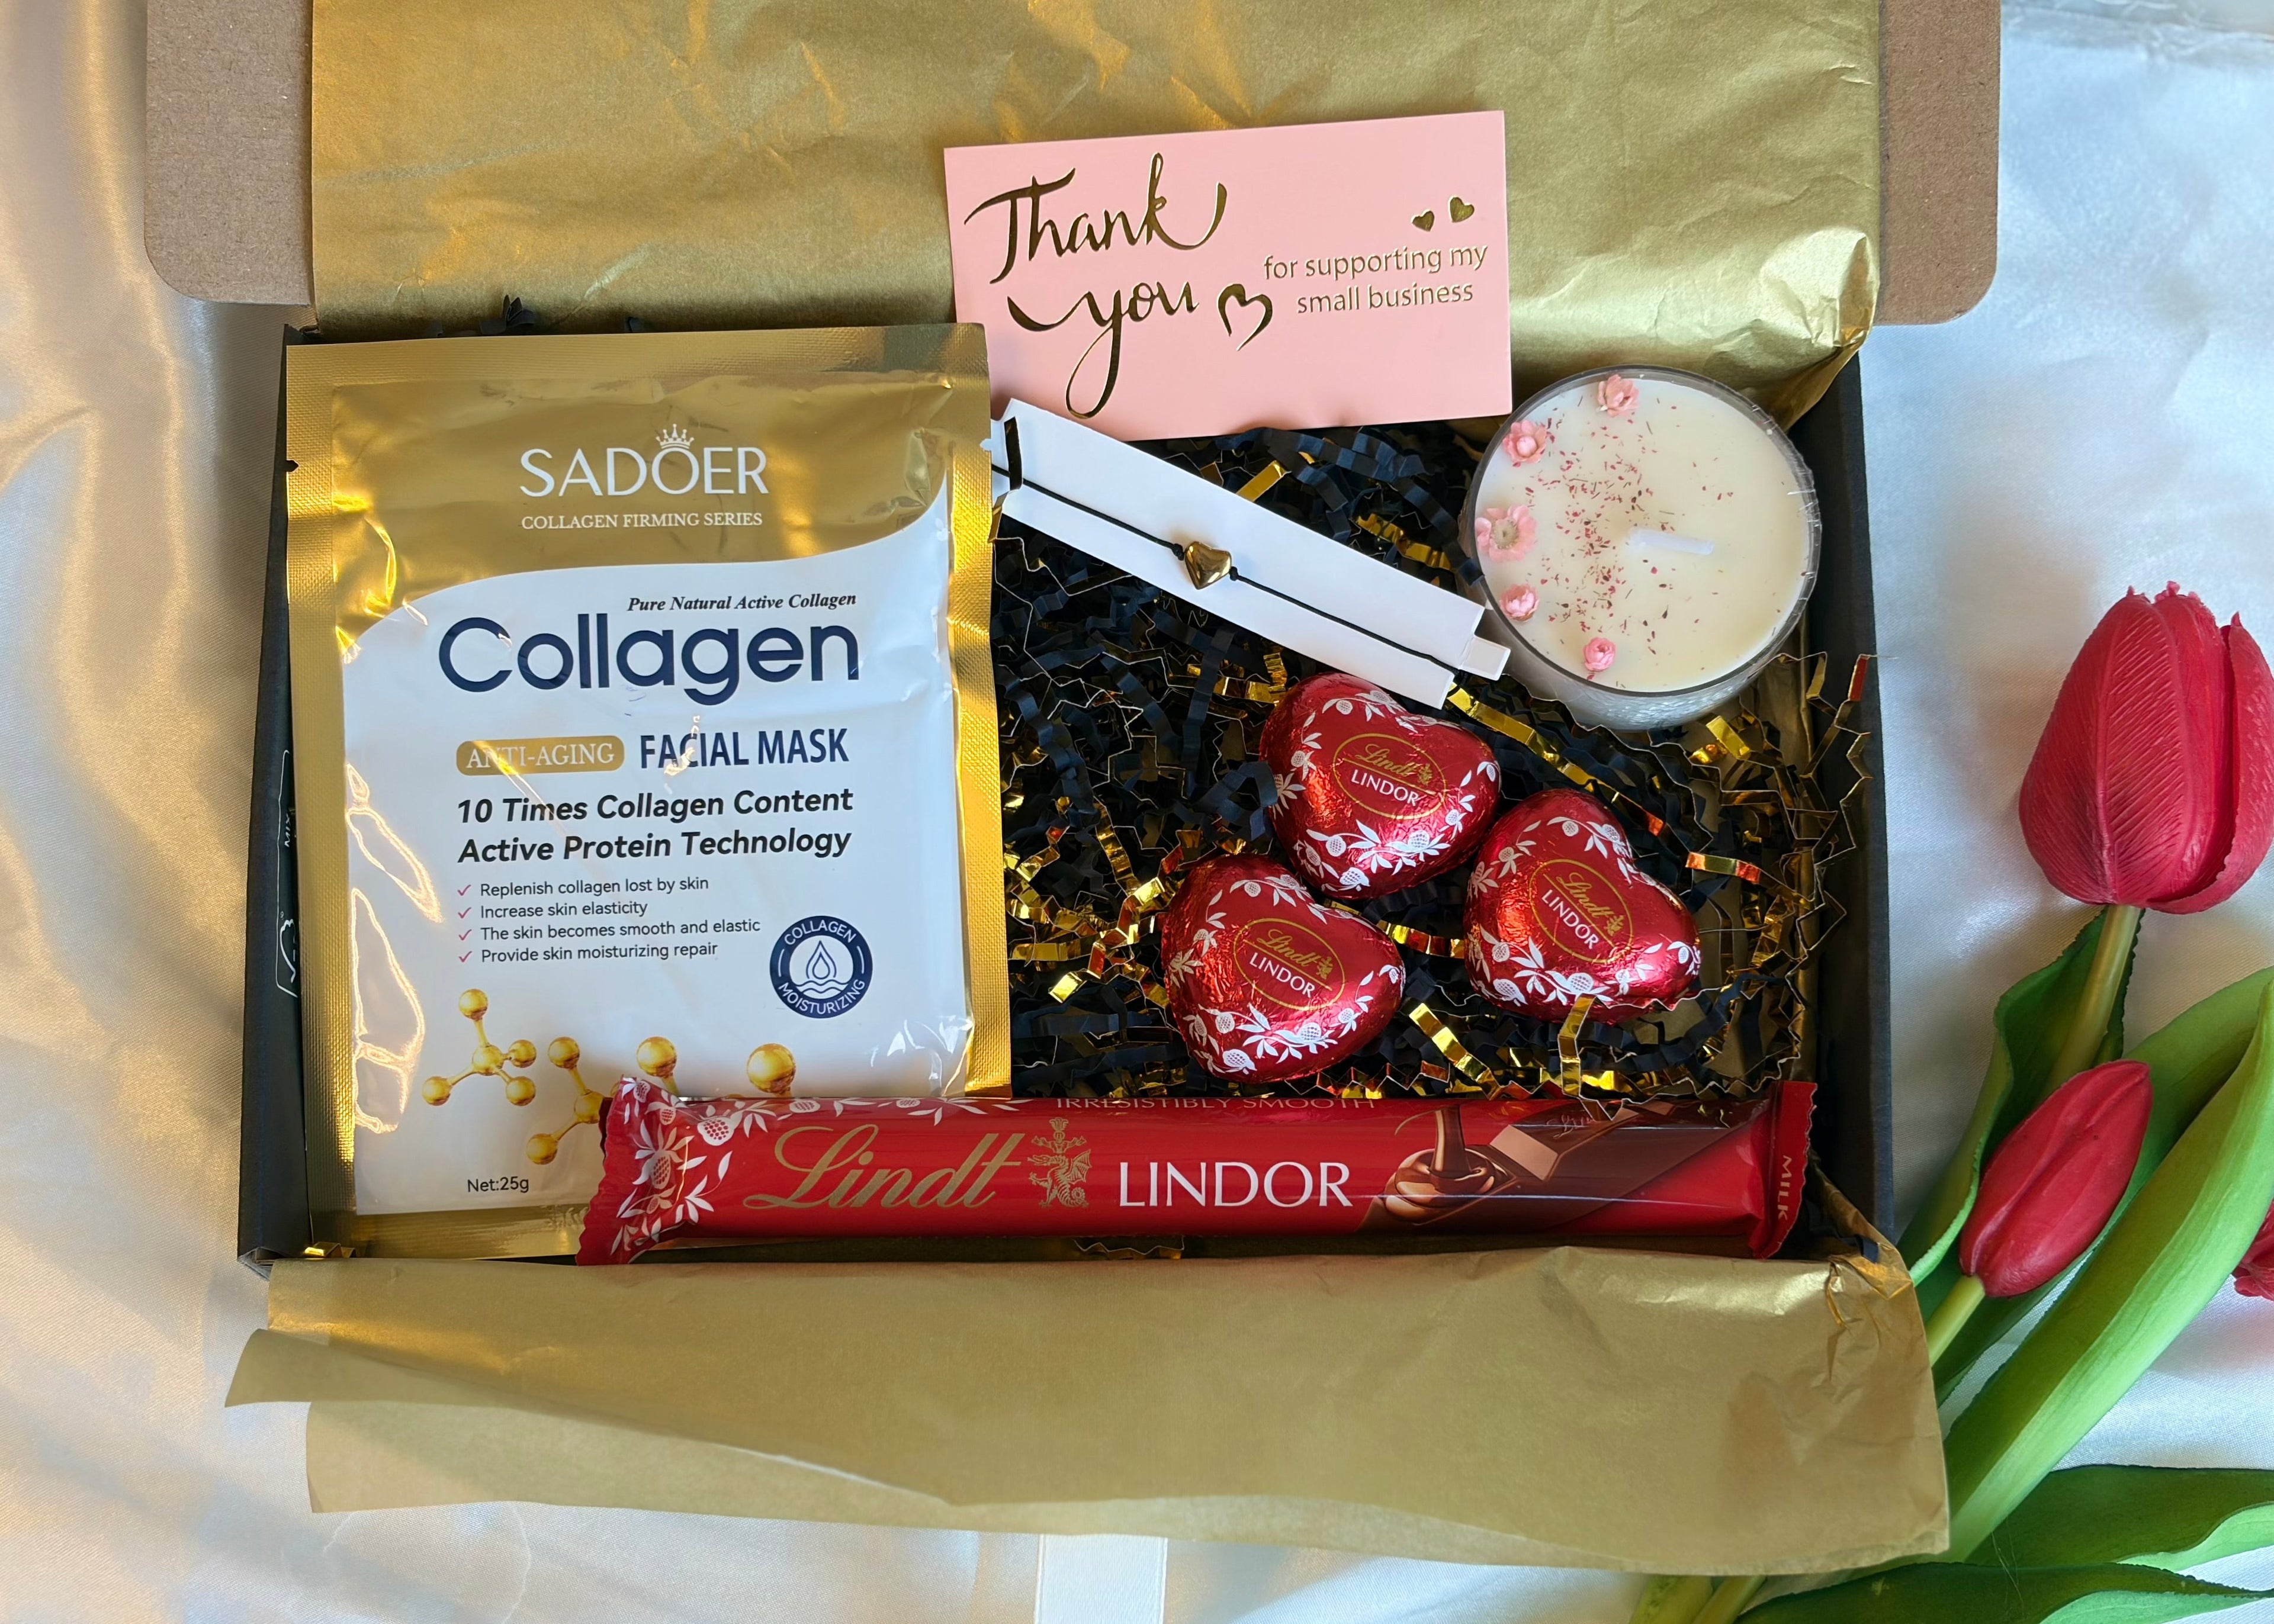 Thank
you
for supporting my
small business
SADOER
COLLAGEN FIRMING SERIES
Pure Natural Active Collagen
Collagen
ANTI-AGING FACIAL MASK
10 Times Collagen Content
Active Protein Technology
✓ Replenish collagen lost by skin
✓ Increase skin elasticity
✓ The skin becomes smooth and elastic
✓ Provide skin moisturizing repair
COLLAGEN
MOISTURIZING
Net:25g
Lindt
LINDOR
Lindt
LINDOR
Lindt
LINDOR
IRRESISTIBLY SMOOTH
Lindt LINDOR
MILK